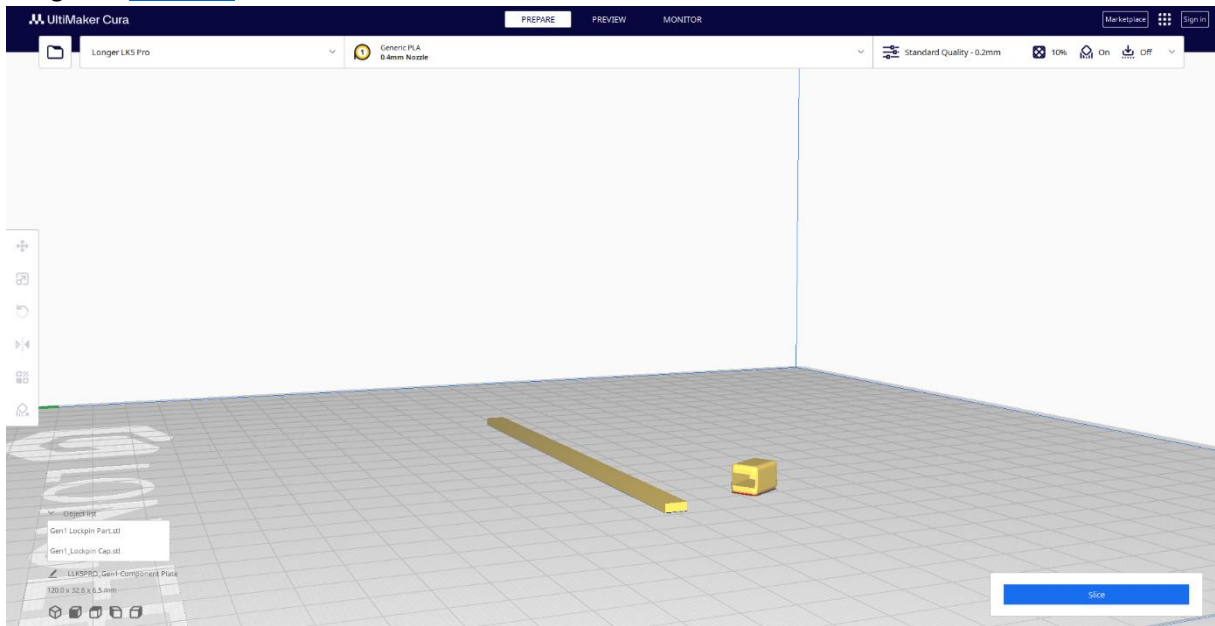 UltiMaker Cura
PREPARE PREVIEW MONITOR
Marketplace Sign in
Longer LK5 Pro
1 Generic PLA
0.4mm Nozzle
Standard Quality - 0.2mm 10% On Off
Object list
Gen1 Lockpin Part.stl
Gen1_Lockpin Cap.stl
LLK5PRO_Gen1 Component Plate
120.0 x 32.8 x 6.5 mm
Slice